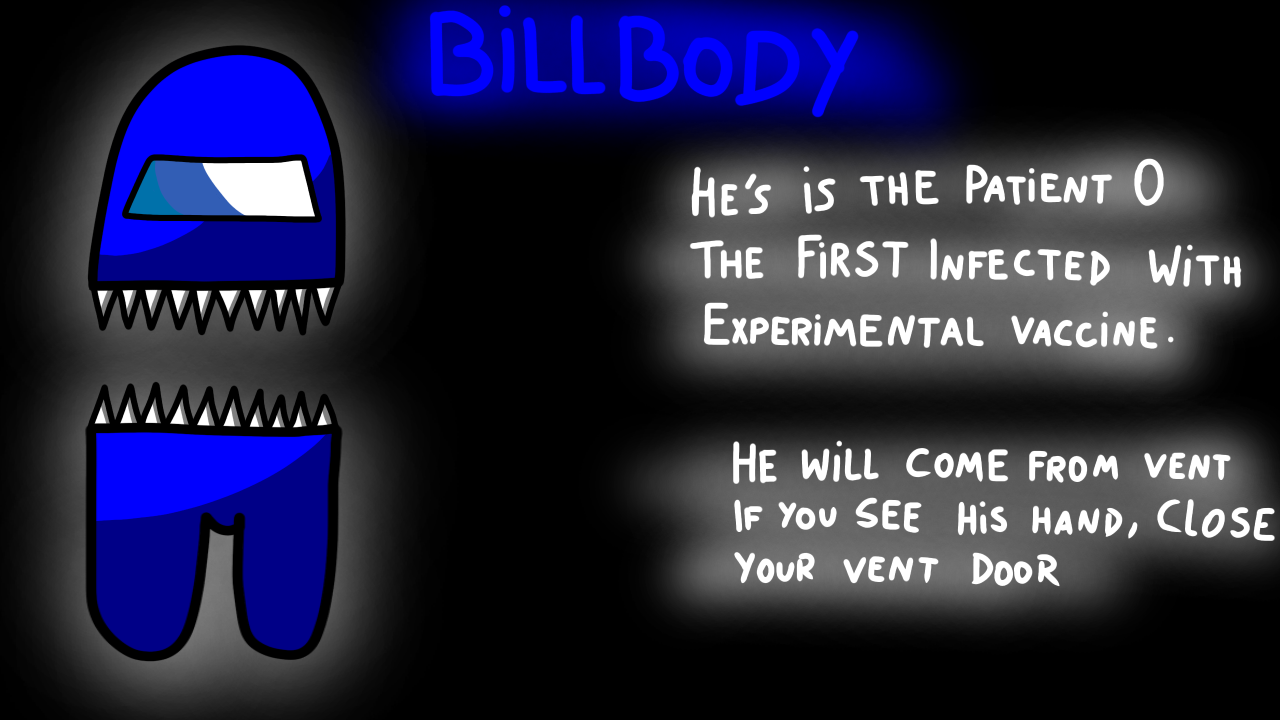 BiLLBODY
HE'S iS THE PATiENT 0
THE FiRST INFECTED WiTH
EXPERiMENTAL VACCiNE.
HE WiLL COME FROM VENT
IF YOU SEE HiS HAND, CLOSE
YOUR VENT DOOR